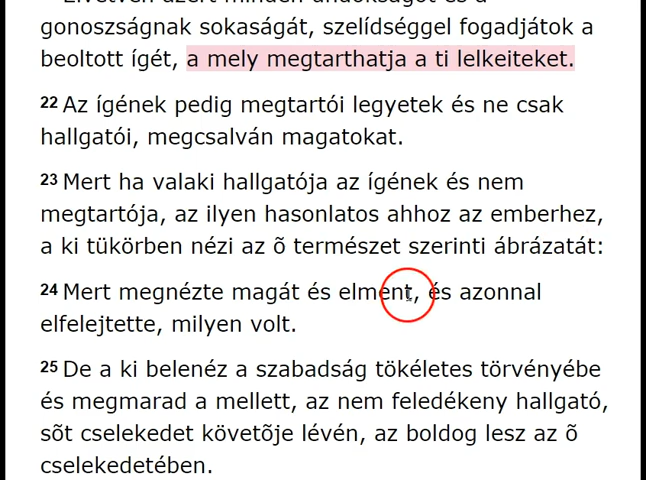 gonoszságnak sokaságát, szelídséggel fogadjátok a
beoltott ígét, a mely megtarthatja a ti lelkeiteket.
22 Az ígének pedig megtartói legyetek és ne csak
hallgatói, megcsalván magatokat.
23 Mert ha valaki hallgatója az ígének és nem
megtartója, az ilyen hasonlatos ahhoz az emberhez,
a ki tükörben nézi az õ természet szerinti ábrázatát:
24 Mert megnézte magát és elment, és azonnal
elfelejtette, milyen volt.
25 De a ki belenéz a szabadság tökéletes törvényébe
és megmarad a mellett, az nem feledékeny hallgató,
sõt cselekedet követõje lévén, az boldog lesz az õ
cselekedetében.